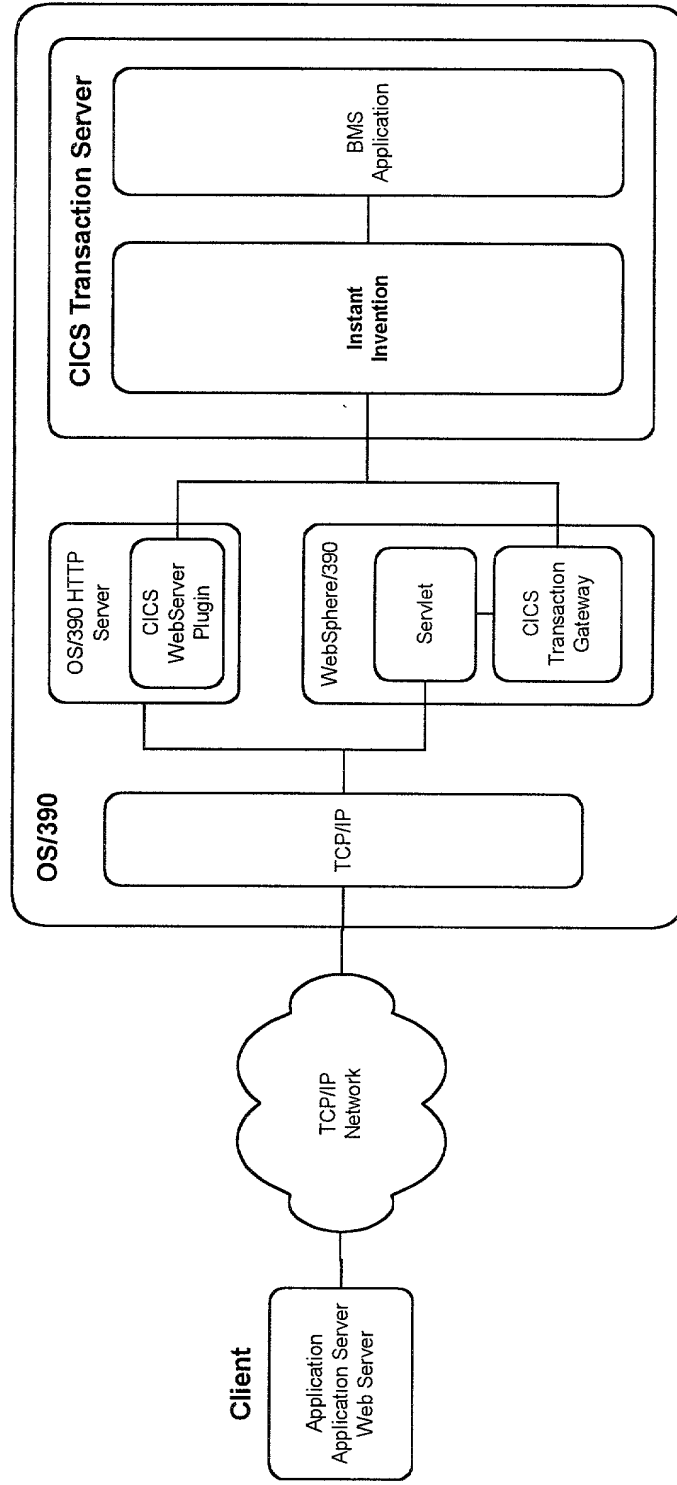 Client
Application
Application Server
Web Server
TCP/IP
Network
OS/390
TCP/IP
OS/390 HTTP
Server
CICS
WebServer
Plugin
WebSphere/390
Servlet
CICS
Transaction
Gateway
CICS Transaction Server
Instant
Invention
BMS
Application